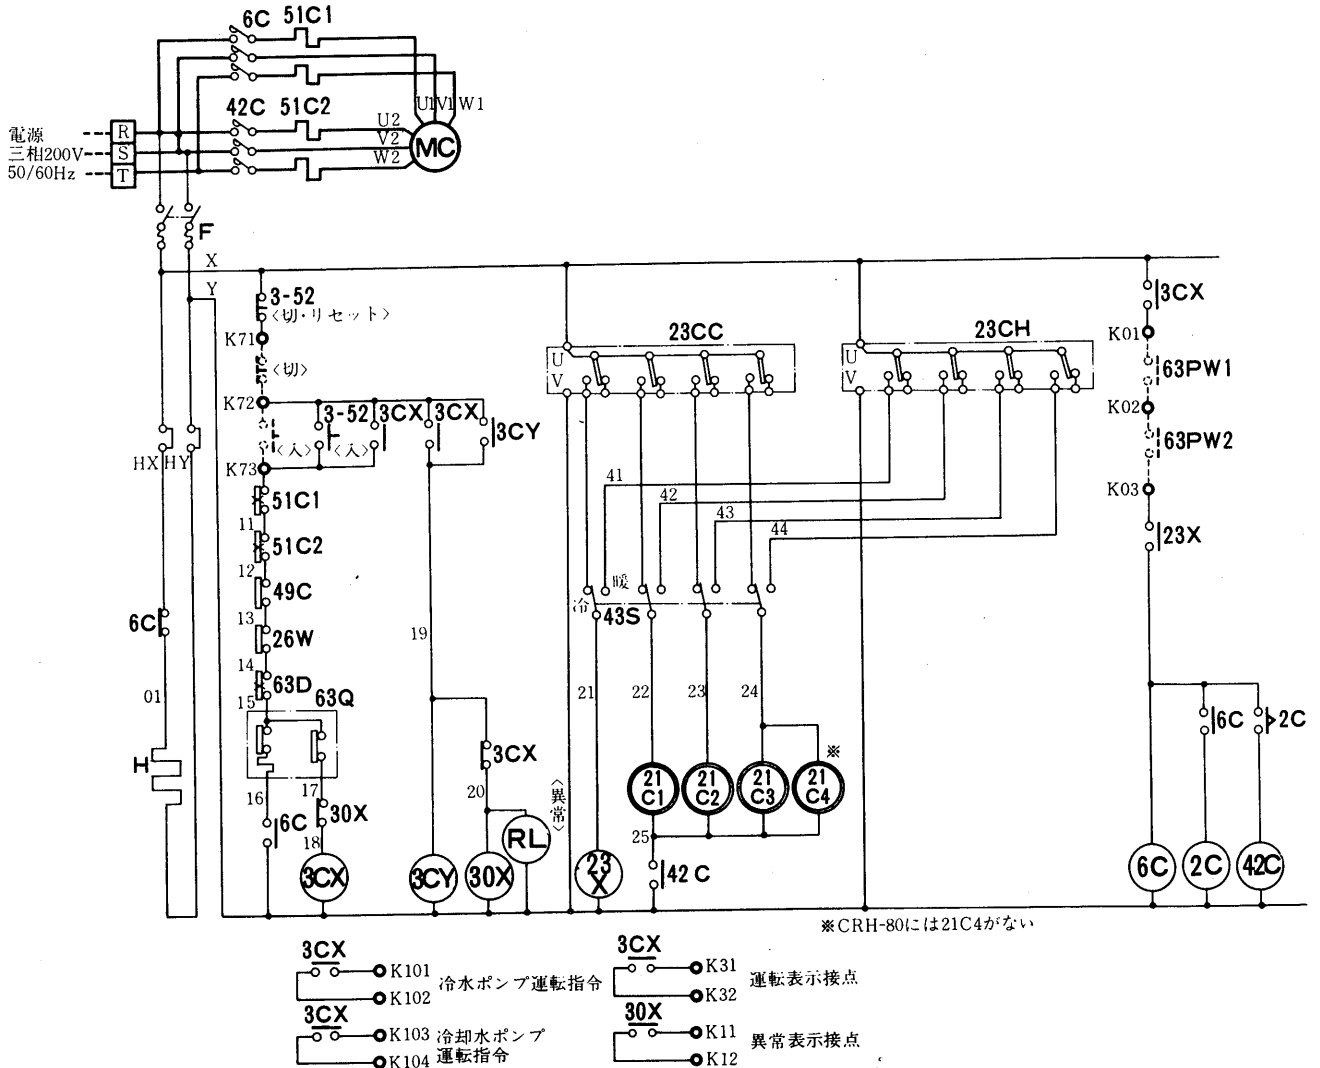 6C 51C1
U1 V1 W1
42C 51C2
U2
V2
W2
MC
電源
三相200V
50/60Hz
R
S
T
F
X
Y
3-52
〈切・リセット〉
K71
〈切〉
K72
3-52 3CX 3CX
3CY
〈入〉 〈入〉
K73
HX HY
51C1
11
51C2
12
49C
13
26W
14
63D
15
63Q
6C
01
H
16
17
6C
30X
18
3CX
19
3CY
3CX
20
30X
RL
〈異常〉
23CC
U
V
23CH
U
V
41
42
43
44
暖
冷
43S
21
22
23
24
※
21 C1
21 C2
21 C3
21 C4
25
23 X
42C
3CX
K01
63PW1
K02
63PW2
K03
23X
6C
2C
6C
2C
42C
※CRH-80には21C4がない
3CX
K101
K102
冷水ポンプ運転指令
3CX
K103
K104
冷却水ポンプ
運転指令
3CX
K31
K32
運転表示接点
30X
K11
K12
異常表示接点